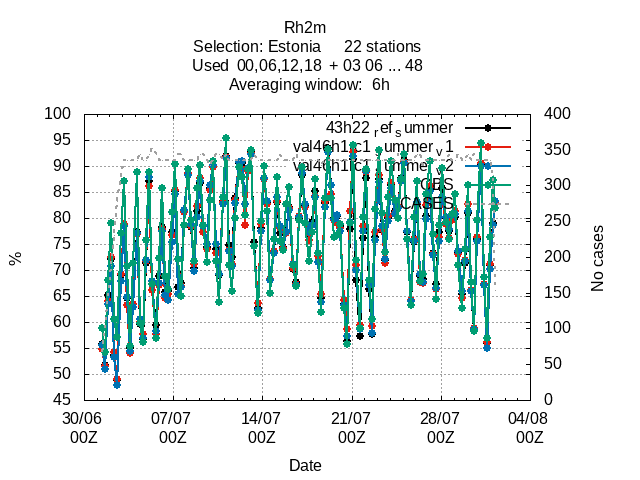 Rh2m
Selection: Estonia 22 stations
Used 00,06,12,18 + 03 06 ... 48
Averaging window: 6h
100 400
95 350
90 300
85
80 250
75 200
70
65 150
60 100
55 50
50
45 0
43h22 refsummer
OBS
CASES
%
No cases
30/06 07/07 14/07 21/07 28/07 04/08
00Z 00Z 00Z 00Z 00Z 00Z
Date